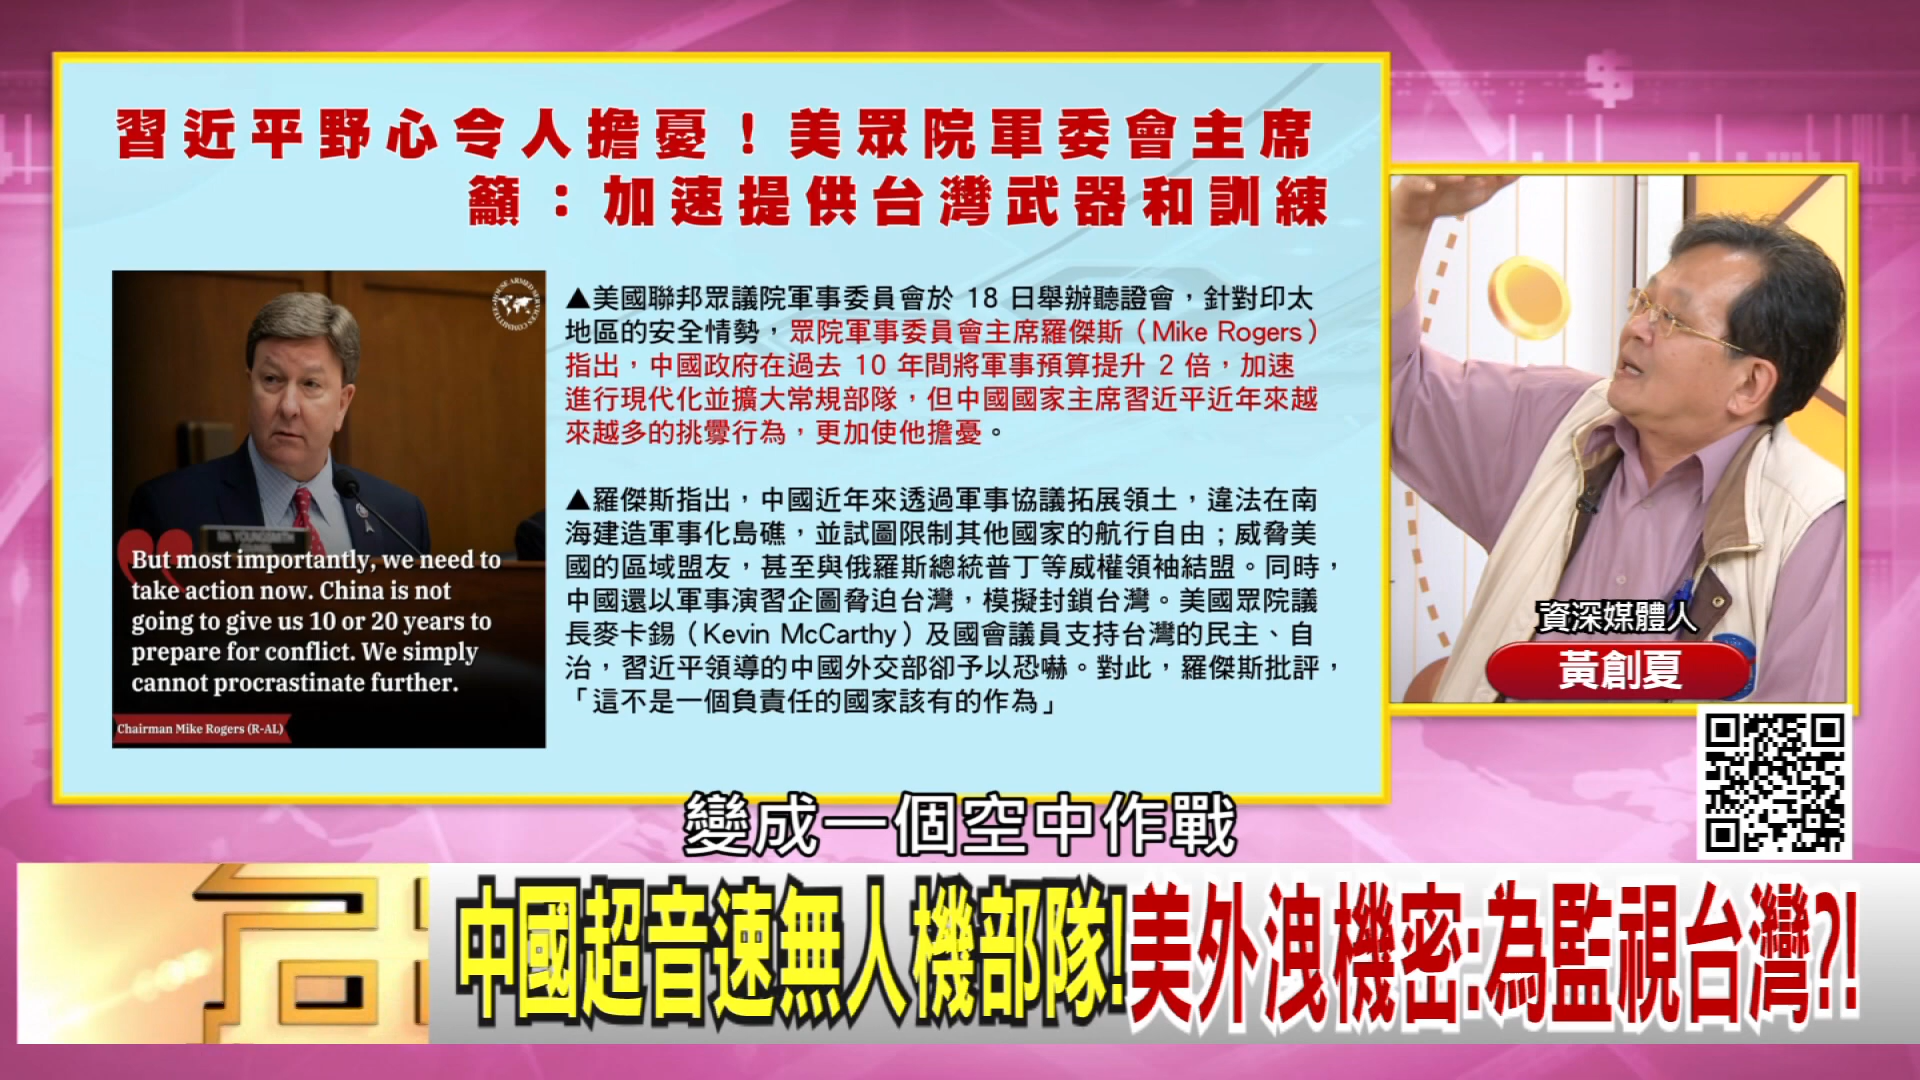 習近平野心令人擔憂！美眾院軍委會主席
籲：加速提供台灣武器和訓練
HOUSE ARMED SERVICES COMMITTEE
▲美國聯邦眾議院軍事委員會於 18 日舉辦聽證會，針對印太
地區的安全情勢，眾院軍事委員會主席羅傑斯（Mike Rogers）
指出，中國政府在過去 10 年間將軍事預算提升 2 倍，加速
進行現代化並擴大常規部隊，但中國國家主席習近平近年來越
來越多的挑釁行為，更加使他擔憂。
▲羅傑斯指出，中國近年來透過軍事協議拓展領土，違法在南
海建造軍事化島礁，並試圖限制其他國家的航行自由；威脅美
國的區域盟友，甚至與俄羅斯總統普丁等威權領袖結盟。同時，
中國還以軍事演習企圖脅迫台灣，模擬封鎖台灣。美國眾院議
長麥卡錫（Kevin McCarthy）及國會議員支持台灣的民主、自
治，習近平領導的中國外交部卻予以恐嚇。對此，羅傑斯批評，
「這不是一個負責任的國家該有的作為」
But most importantly, we need to
take action now. China is not
going to give us 10 or 20 years to
prepare for conflict. We simply
cannot procrastinate further.
Chairman Mike Rogers (R-AL)
資深媒體人
黃創夏
變成一個空中作戰
中國超音速無人機部隊!美外洩機密:為監視台灣?!